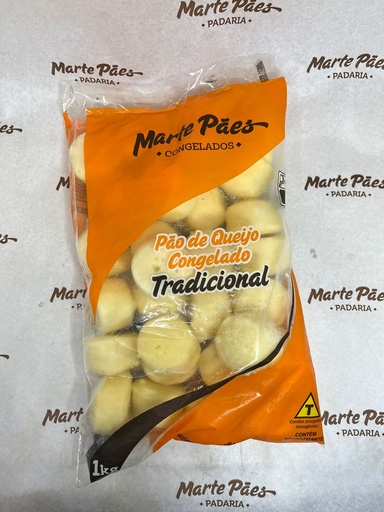 Marte Pães
• PADARIA •
Marte Pães
• PADARIA •
Marte Pães
• CONGELADOS •
Marte Pães
• PADARIA •
Pão de Queijo
Congelado
Tradicional
Marte Pães
• PADARIA •
T
CONTÉM
Marte Pães
• PADARIA •
Marte Pães
• PADARIA •
1kg
Marte Pães
• PADARIA •